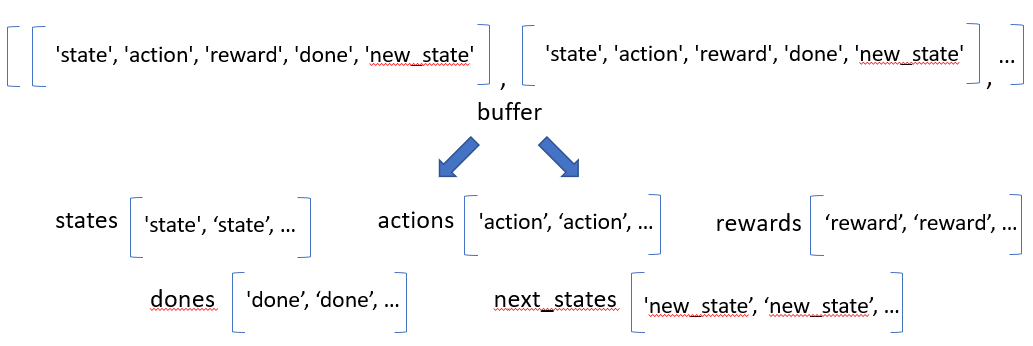 'state', 'action', 'reward', 'done', 'new_state' , 'state', 'action', 'reward', 'done', 'new_state' , ...
buffer
states 'state', ‘state’, ... actions 'action’, ‘action’, ... rewards ‘reward’, ‘reward’, ...
dones 'done’, ‘done’, ... next_states 'new_state’, ‘new_state’, ...